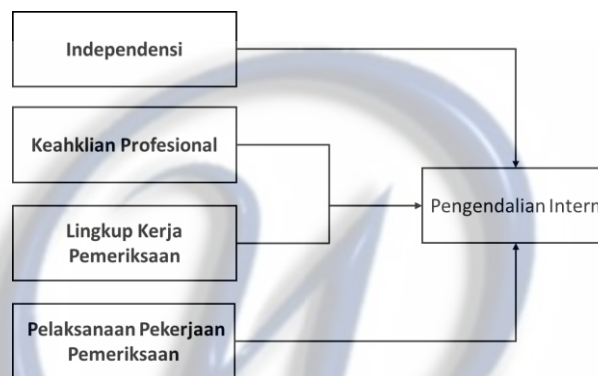 Independensi
Keahklian Profesional
Lingkup Kerja
Pemeriksaan
Pelaksanaan Pekerjaan
Pemeriksaan
Pengendalian Intern